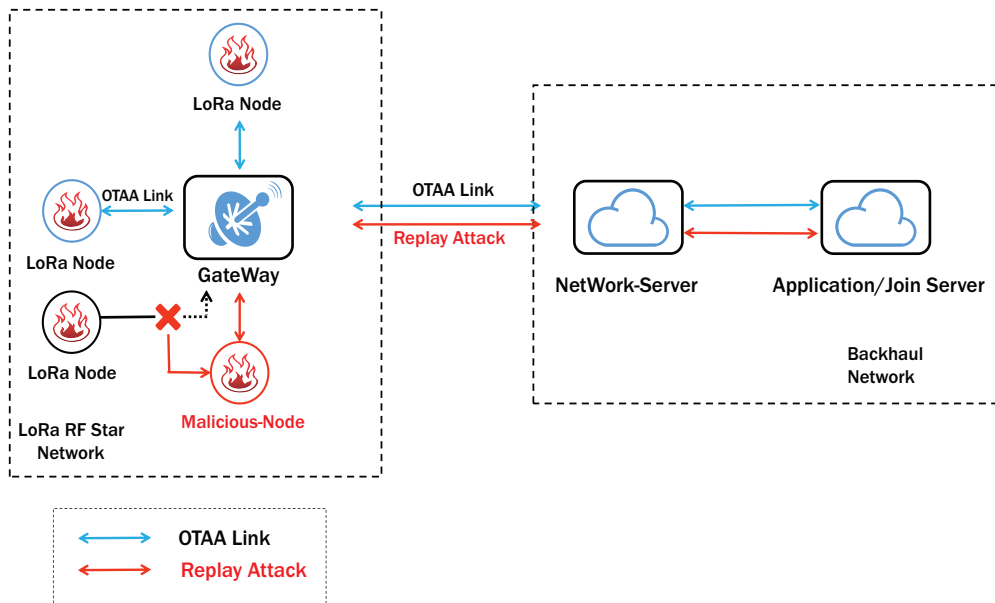 LoRa Node
OTAA Link
LoRa Node
GateWay
LoRa Node
Malicious-Node
LoRa RF Star
Network
OTAA Link
Replay Attack
NetWork-Server
Application/Join Server
Backhaul
Network
OTAA Link
Replay Attack